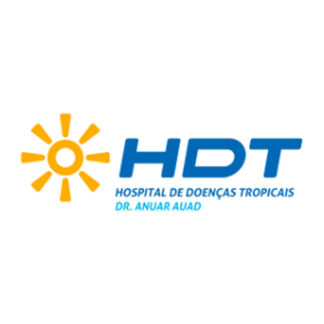 HDT
HOSPITAL DE DOENÇAS TROPICAIS
DR. ANUAR AUAD